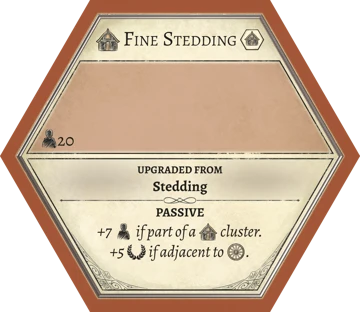 Fine Stedding
20
UPGRADED FROM
Stedding
PASSIVE
+7 if part of a cluster.
+5 if adjacent to .